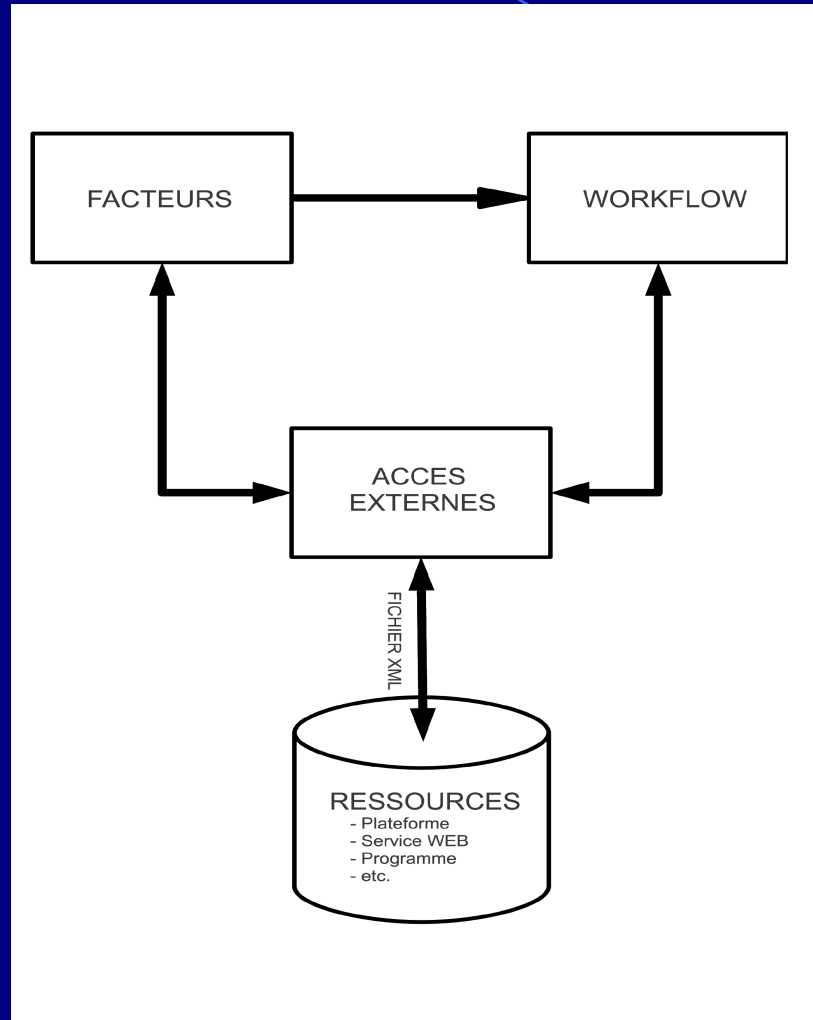 FACTEURS
WORKFLOW
ACCES
EXTERNES
FICHIER XML
RESSOURCES
- Plateforme
- Service WEB
- Programme
- etc.